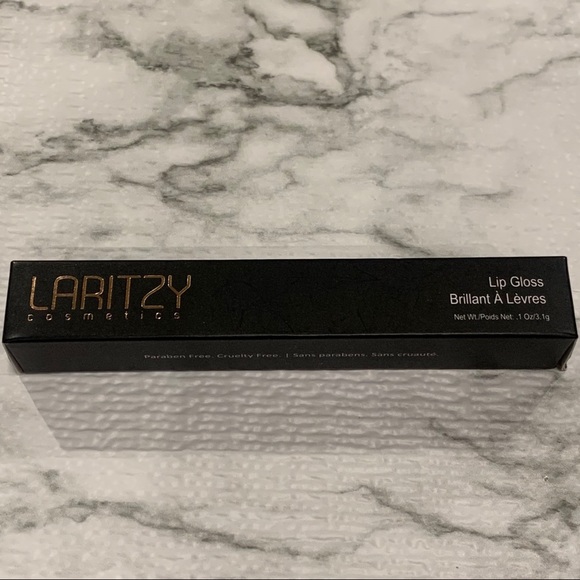 LARITZY
cosmetics
Lip Gloss
Brillant À Lèvres
Net Wt./Poids Net: .1 Oz/3.1g
Paraben Free. Cruelty Free. | Sans parabens. Sans cruauté.